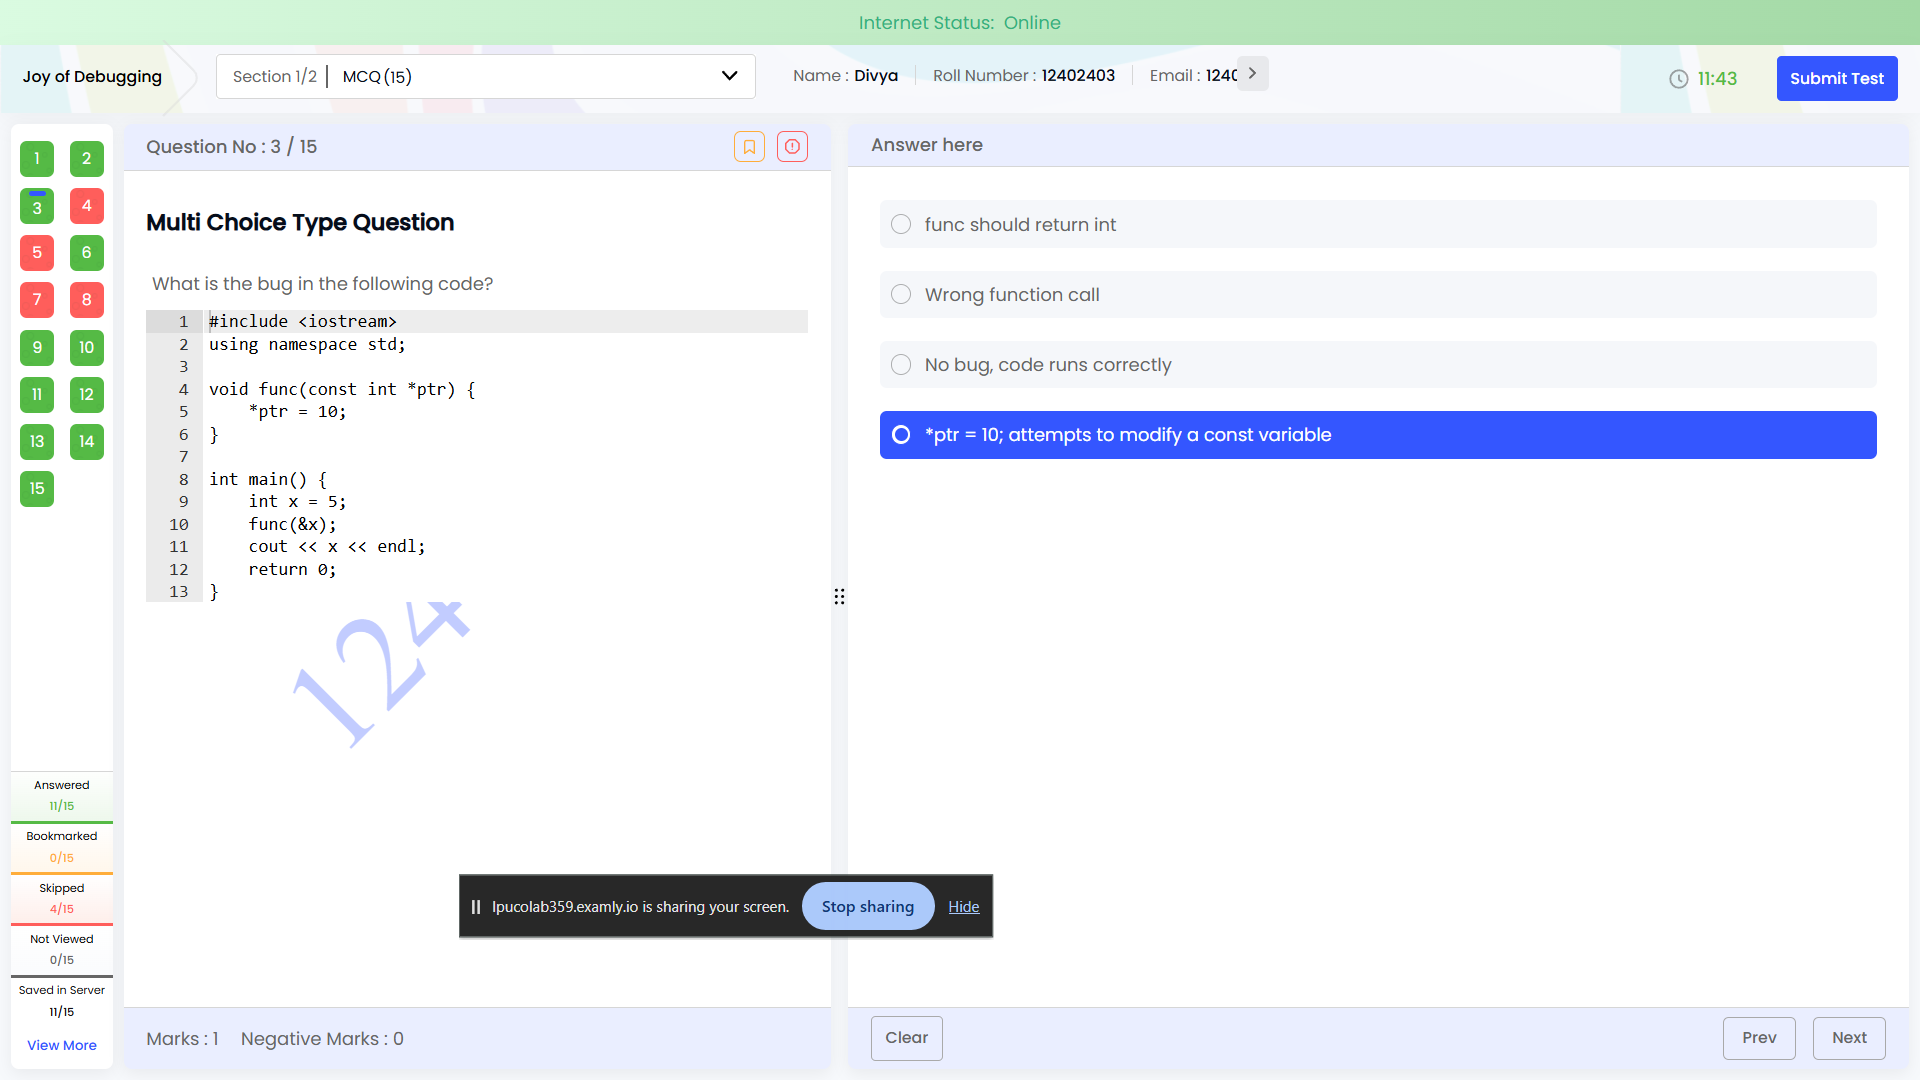 Internet Status: Online
Joy of Debugging
Section 1/2 | MCQ (15)
Name : Divya
Roll Number : 12402403
Email : 1240
11:43
Submit Test
1 2
3 4
5 6
7 8
9 10
11 12
13 14
15
Answered
11/15
Bookmarked
0/15
Skipped
4/15
Not Viewed
0/15
Saved in Server
11/15
View More
Question No : 3 / 15
Multi Choice Type Question
What is the bug in the following code?
1 #include <iostream>
2 using namespace std;
3
4 void func(const int *ptr) {
5     *ptr = 10;
6 }
7
8 int main() {
9     int x = 5;
10     func(&x);
11     cout << x << endl;
12     return 0;
13 }
124
Marks : 1 Negative Marks : 0
Answer here
func should return int
Wrong function call
No bug, code runs correctly
*ptr = 10; attempts to modify a const variable
lpucolab359.examly.io is sharing your screen. Stop sharing Hide
Clear
Prev
Next